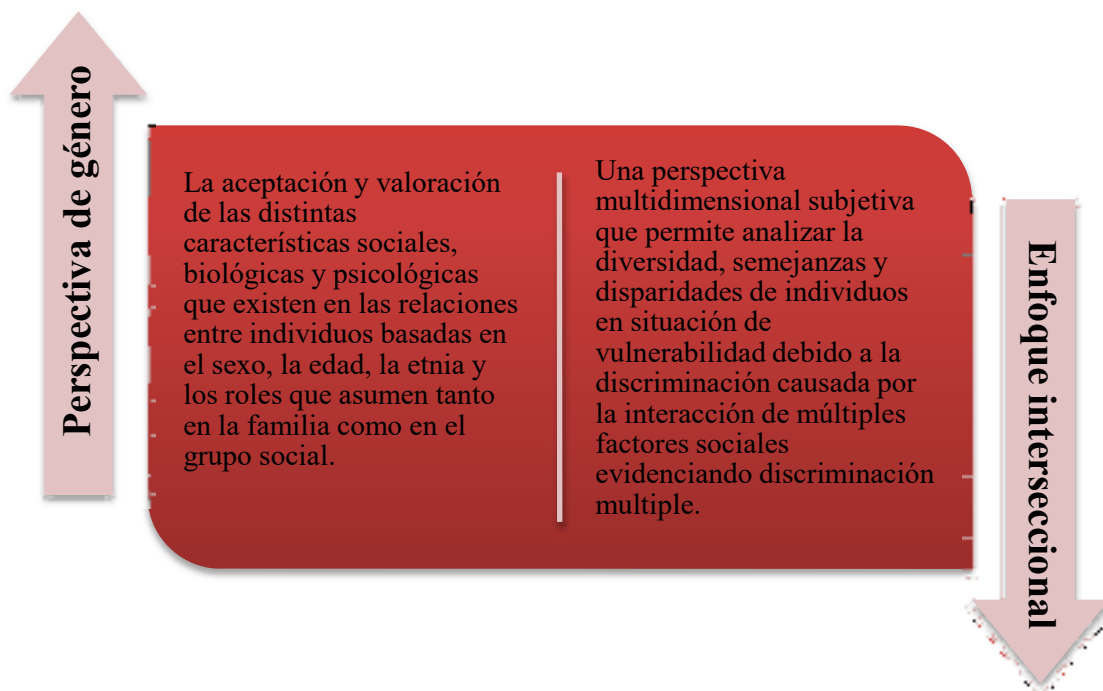 Perspectiva de género
La aceptación y valoración
de las distintas
características sociales,
biológicas y psicológicas
que existen en las relaciones
entre individuos basadas en
el sexo, la edad, la etnia y
los roles que asumen tanto
en la familia como en el
grupo social.
Una perspectiva
multidimensional subjetiva
que permite analizar la
diversidad, semejanzas y
disparidades de individuos
en situación de
vulnerabilidad debido a la
discriminación causada por
la interacción de múltiples
factores sociales
evidenciando discriminación
multiple.
Enfoque interseccional